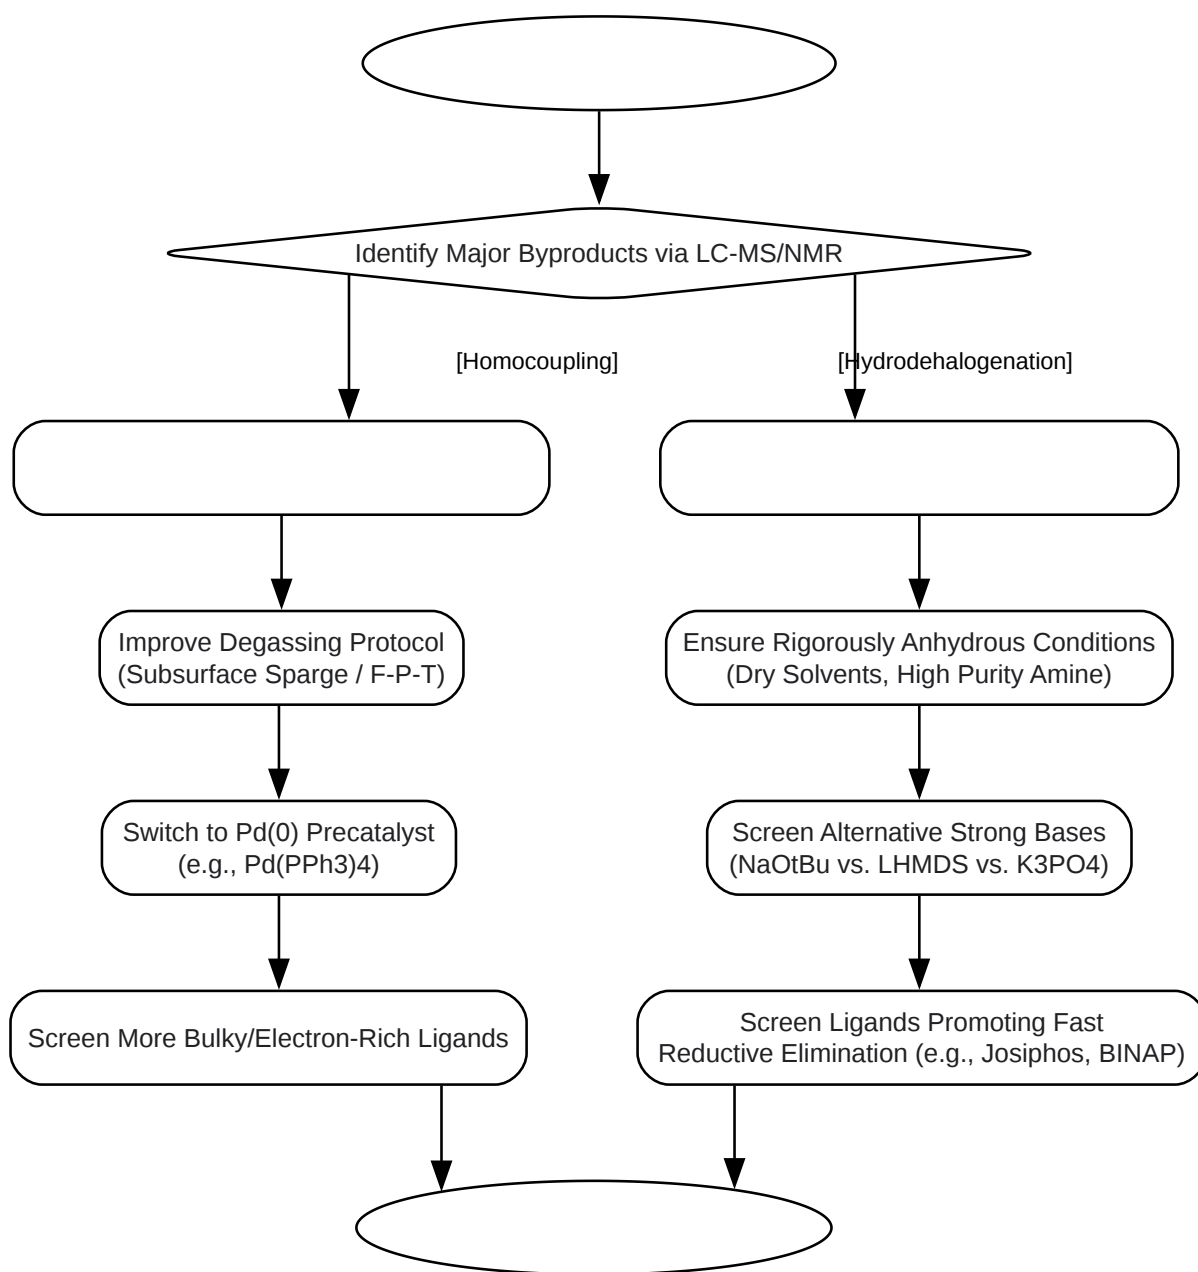 Identify Major Byproducts via LC-MS/NMR
[Homocoupling]
[Hydrodehalogenation]
Improve Degassing Protocol
(Subsurface Sparge / F-P-T)
Ensure Rigorously Anhydrous Conditions
(Dry Solvents, High Purity Amine)
Switch to Pd(0) Precatalyst
(e.g., Pd(PPh3)4)
Screen Alternative Strong Bases
(NaOtBu vs. LHMDS vs. K3PO4)
Screen More Bulky/Electron-Rich Ligands
Screen Ligands Promoting Fast
Reductive Elimination (e.g., Josiphos, BINAP)